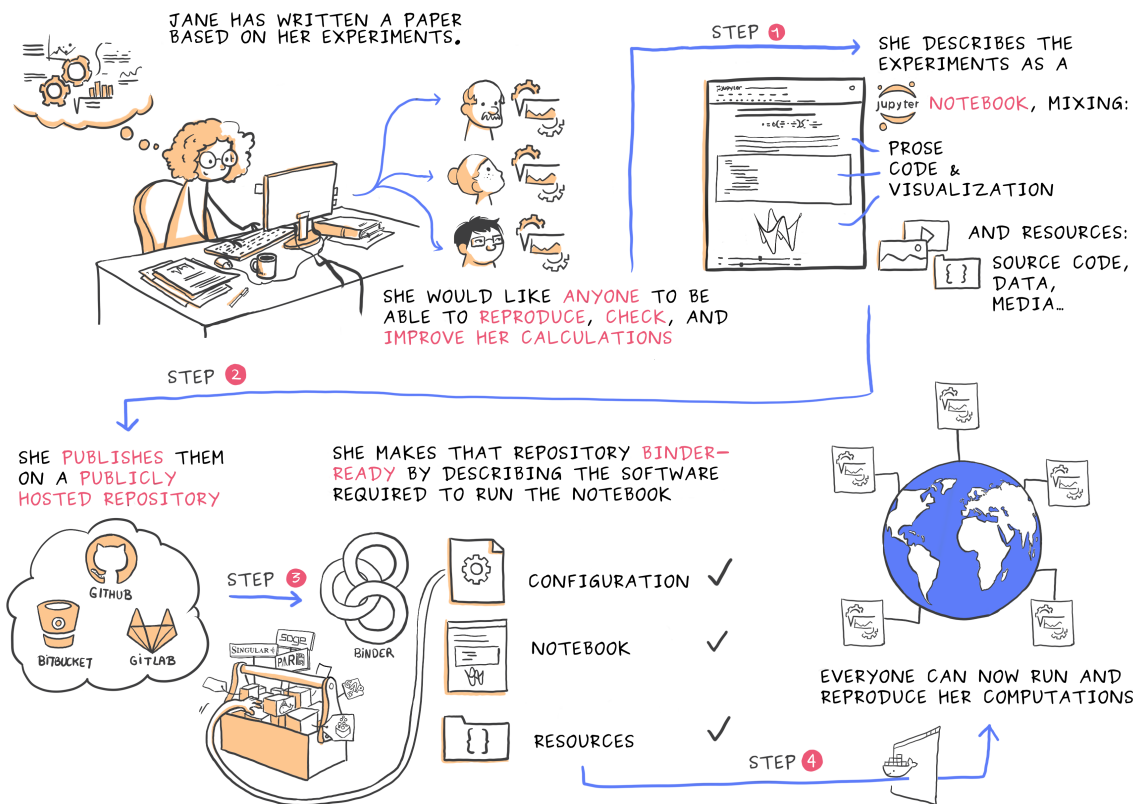 JANE HAS WRITTEN A PAPER
BASED ON HER EXPERIMENTS.
SHE WOULD LIKE ANYONE TO BE
ABLE TO REPRODUCE, CHECK, AND
IMPROVE HER CALCULATIONS
STEP 1
SHE DESCRIBES THE
EXPERIMENTS AS A
jupyter NOTEBOOK, MIXING:
jupyter
PROSE
CODE &
VISUALIZATION
AND RESOURCES:
{ }
SOURCE CODE,
DATA,
MEDIA...
STEP 2
SHE PUBLISHES THEM
ON A PUBLICLY
HOSTED REPOSITORY
GITHUB
BITBUCKET
GITLAB
STEP 3
SHE MAKES THAT REPOSITORY BINDER-
READY BY DESCRIBING THE SOFTWARE
REQUIRED TO RUN THE NOTEBOOK
BINDER
sage
SINGULAR
PARI
CONFIGURATION ✓
NOTEBOOK ✓
{ }
RESOURCES ✓
STEP 4
EVERYONE CAN NOW RUN AND
REPRODUCE HER COMPUTATIONS